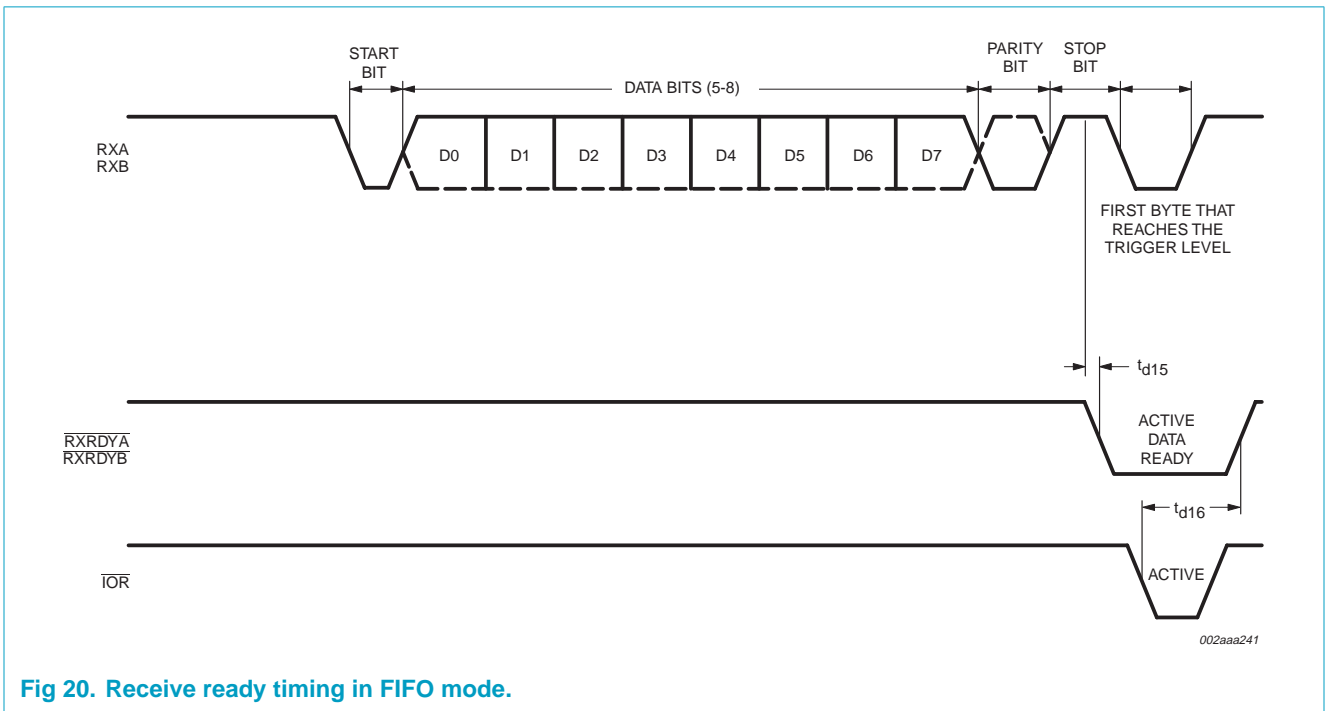 START
BIT
DATA BITS (5-8)
PARITY
BIT
STOP
BIT
RXA
RXB
D0 D1 D2 D3 D4 D5 D6 D7
FIRST BYTE THAT
REACHES THE
TRIGGER LEVEL
td15
RXRDYA
RXRDYB
ACTIVE
DATA
READY
td16
IOR
ACTIVE
002aaa241
Fig 20. Receive ready timing in FIFO mode.